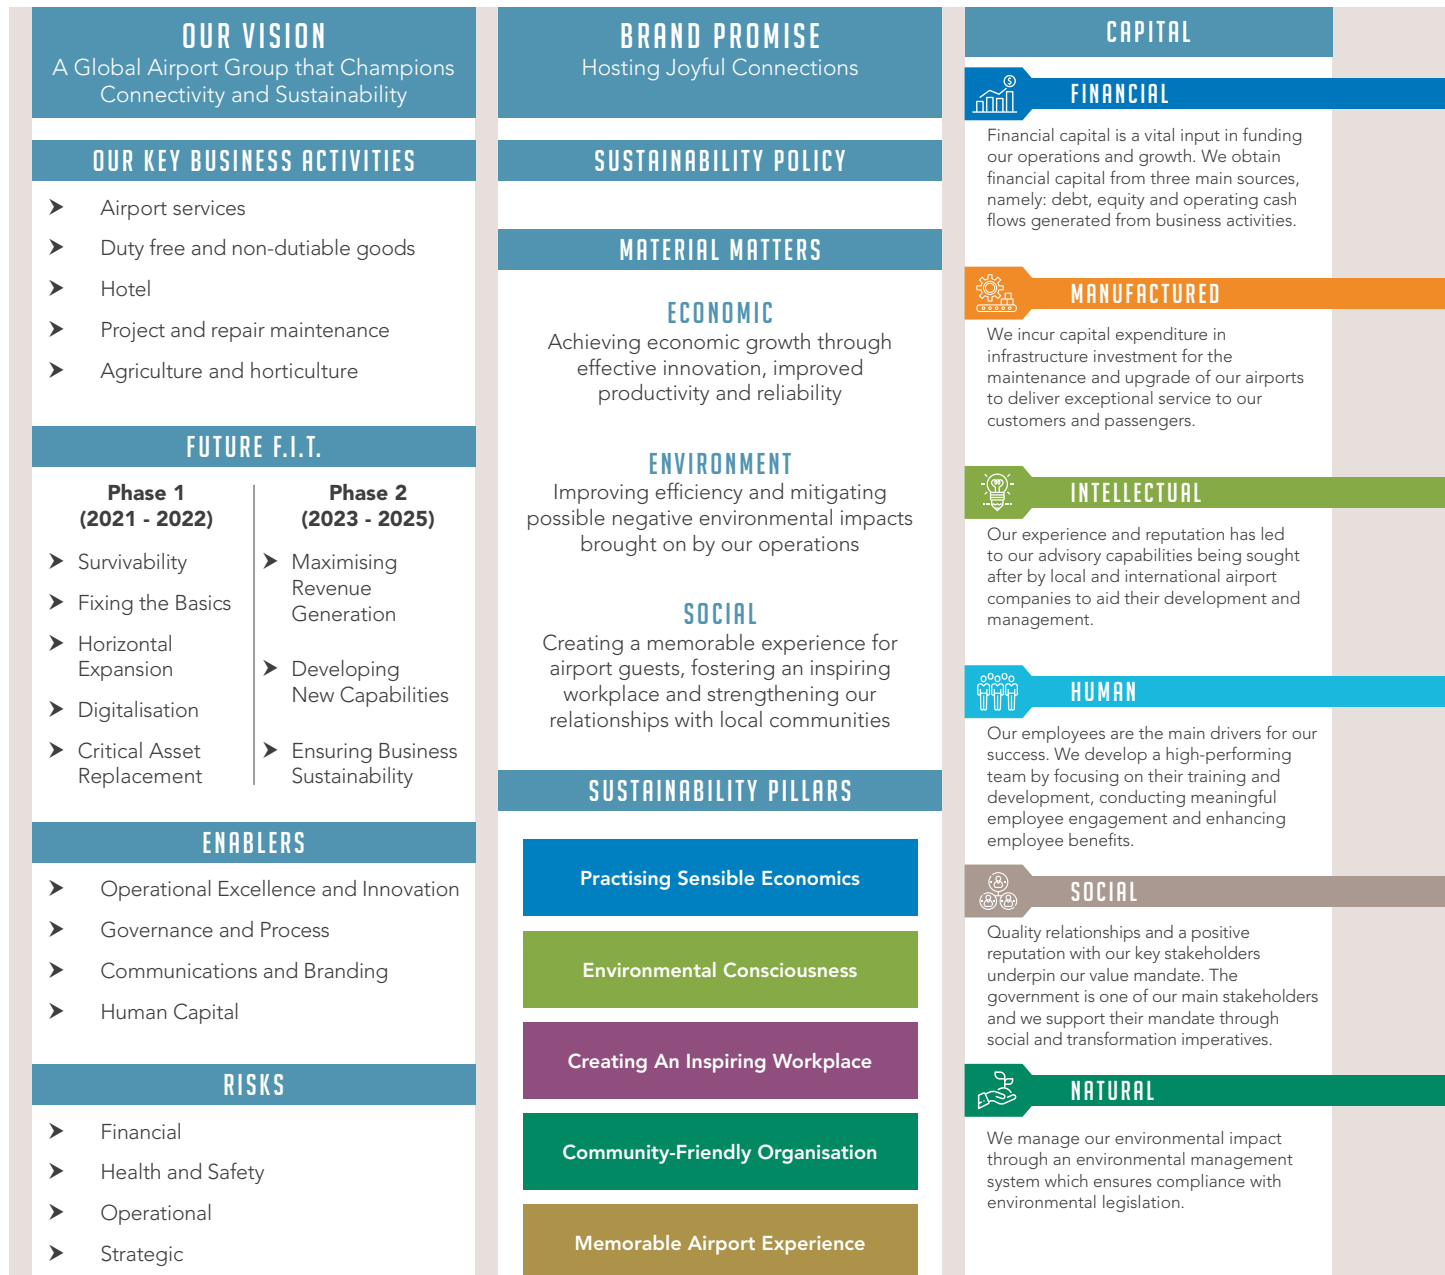 OUR VISION
A Global Airport Group that Champions
Connectivity and Sustainability
OUR KEY BUSINESS ACTIVITIES
Airport services
Duty free and non-dutiable goods
Hotel
Project and repair maintenance
Agriculture and horticulture
FUTURE F.I.T.
Phase 1
(2021 - 2022)
Survivability
Fixing the Basics
Horizontal
Expansion
Digitalisation
Critical Asset
Replacement
Phase 2
(2023 - 2025)
Maximising
Revenue
Generation
Developing
New Capabilities
Ensuring Business
Sustainability
ENABLERS
Operational Excellence and Innovation
Governance and Process
Communications and Branding
Human Capital
RISKS
Financial
Health and Safety
Operational
Strategic
BRAND PROMISE
Hosting Joyful Connections
SUSTAINABILITY POLICY
MATERIAL MATTERS
ECONOMIC
Achieving economic growth through
effective innovation, improved
productivity and reliability
ENVIRONMENT
Improving efficiency and mitigating
possible negative environmental impacts
brought on by our operations
SOCIAL
Creating a memorable experience for
airport guests, fostering an inspiring
workplace and strengthening our
relationships with local communities
SUSTAINABILITY PILLARS
Practising Sensible Economics
Environmental Consciousness
Creating An Inspiring Workplace
Community-Friendly Organisation
Memorable Airport Experience
CAPITAL
FINANCIAL
Financial capital is a vital input in funding
our operations and growth. We obtain
financial capital from three main sources,
namely: debt, equity and operating cash
flows generated from business activities.
MANUFACTURED
We incur capital expenditure in
infrastructure investment for the
maintenance and upgrade of our airports
to deliver exceptional service to our
customers and passengers.
INTELLECTUAL
Our experience and reputation has led
to our advisory capabilities being sought
after by local and international airport
companies to aid their development and
management.
HUMAN
Our employees are the main drivers for our
success. We develop a high-performing
team by focusing on their training and
development, conducting meaningful
employee engagement and enhancing
employee benefits.
SOCIAL
Quality relationships and a positive
reputation with our key stakeholders
underpin our value mandate. The
government is one of our main stakeholders
and we support their mandate through
social and transformation imperatives.
NATURAL
We manage our environmental impact
through an environmental management
system which ensures compliance with
environmental legislation.